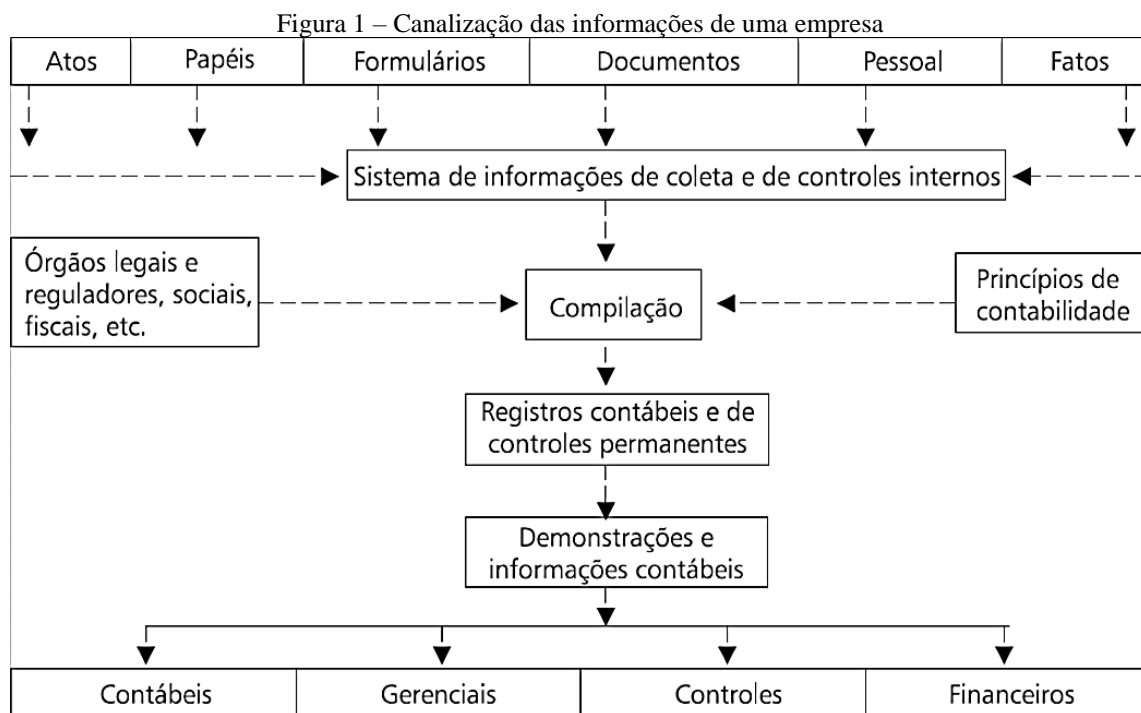 Figura 1 – Canalização das informações de uma empresa
Atos Papéis Formulários Documentos Pessoal Fatos
Sistema de informações de coleta e de controles internos
Órgãos legais e
reguladores, sociais,
fiscais, etc.
Compilação
Princípios de
contabilidade
Registros contábeis e de
controles permanentes
Demonstrações e
informações contábeis
Contábeis Gerenciais Controles Financeiros